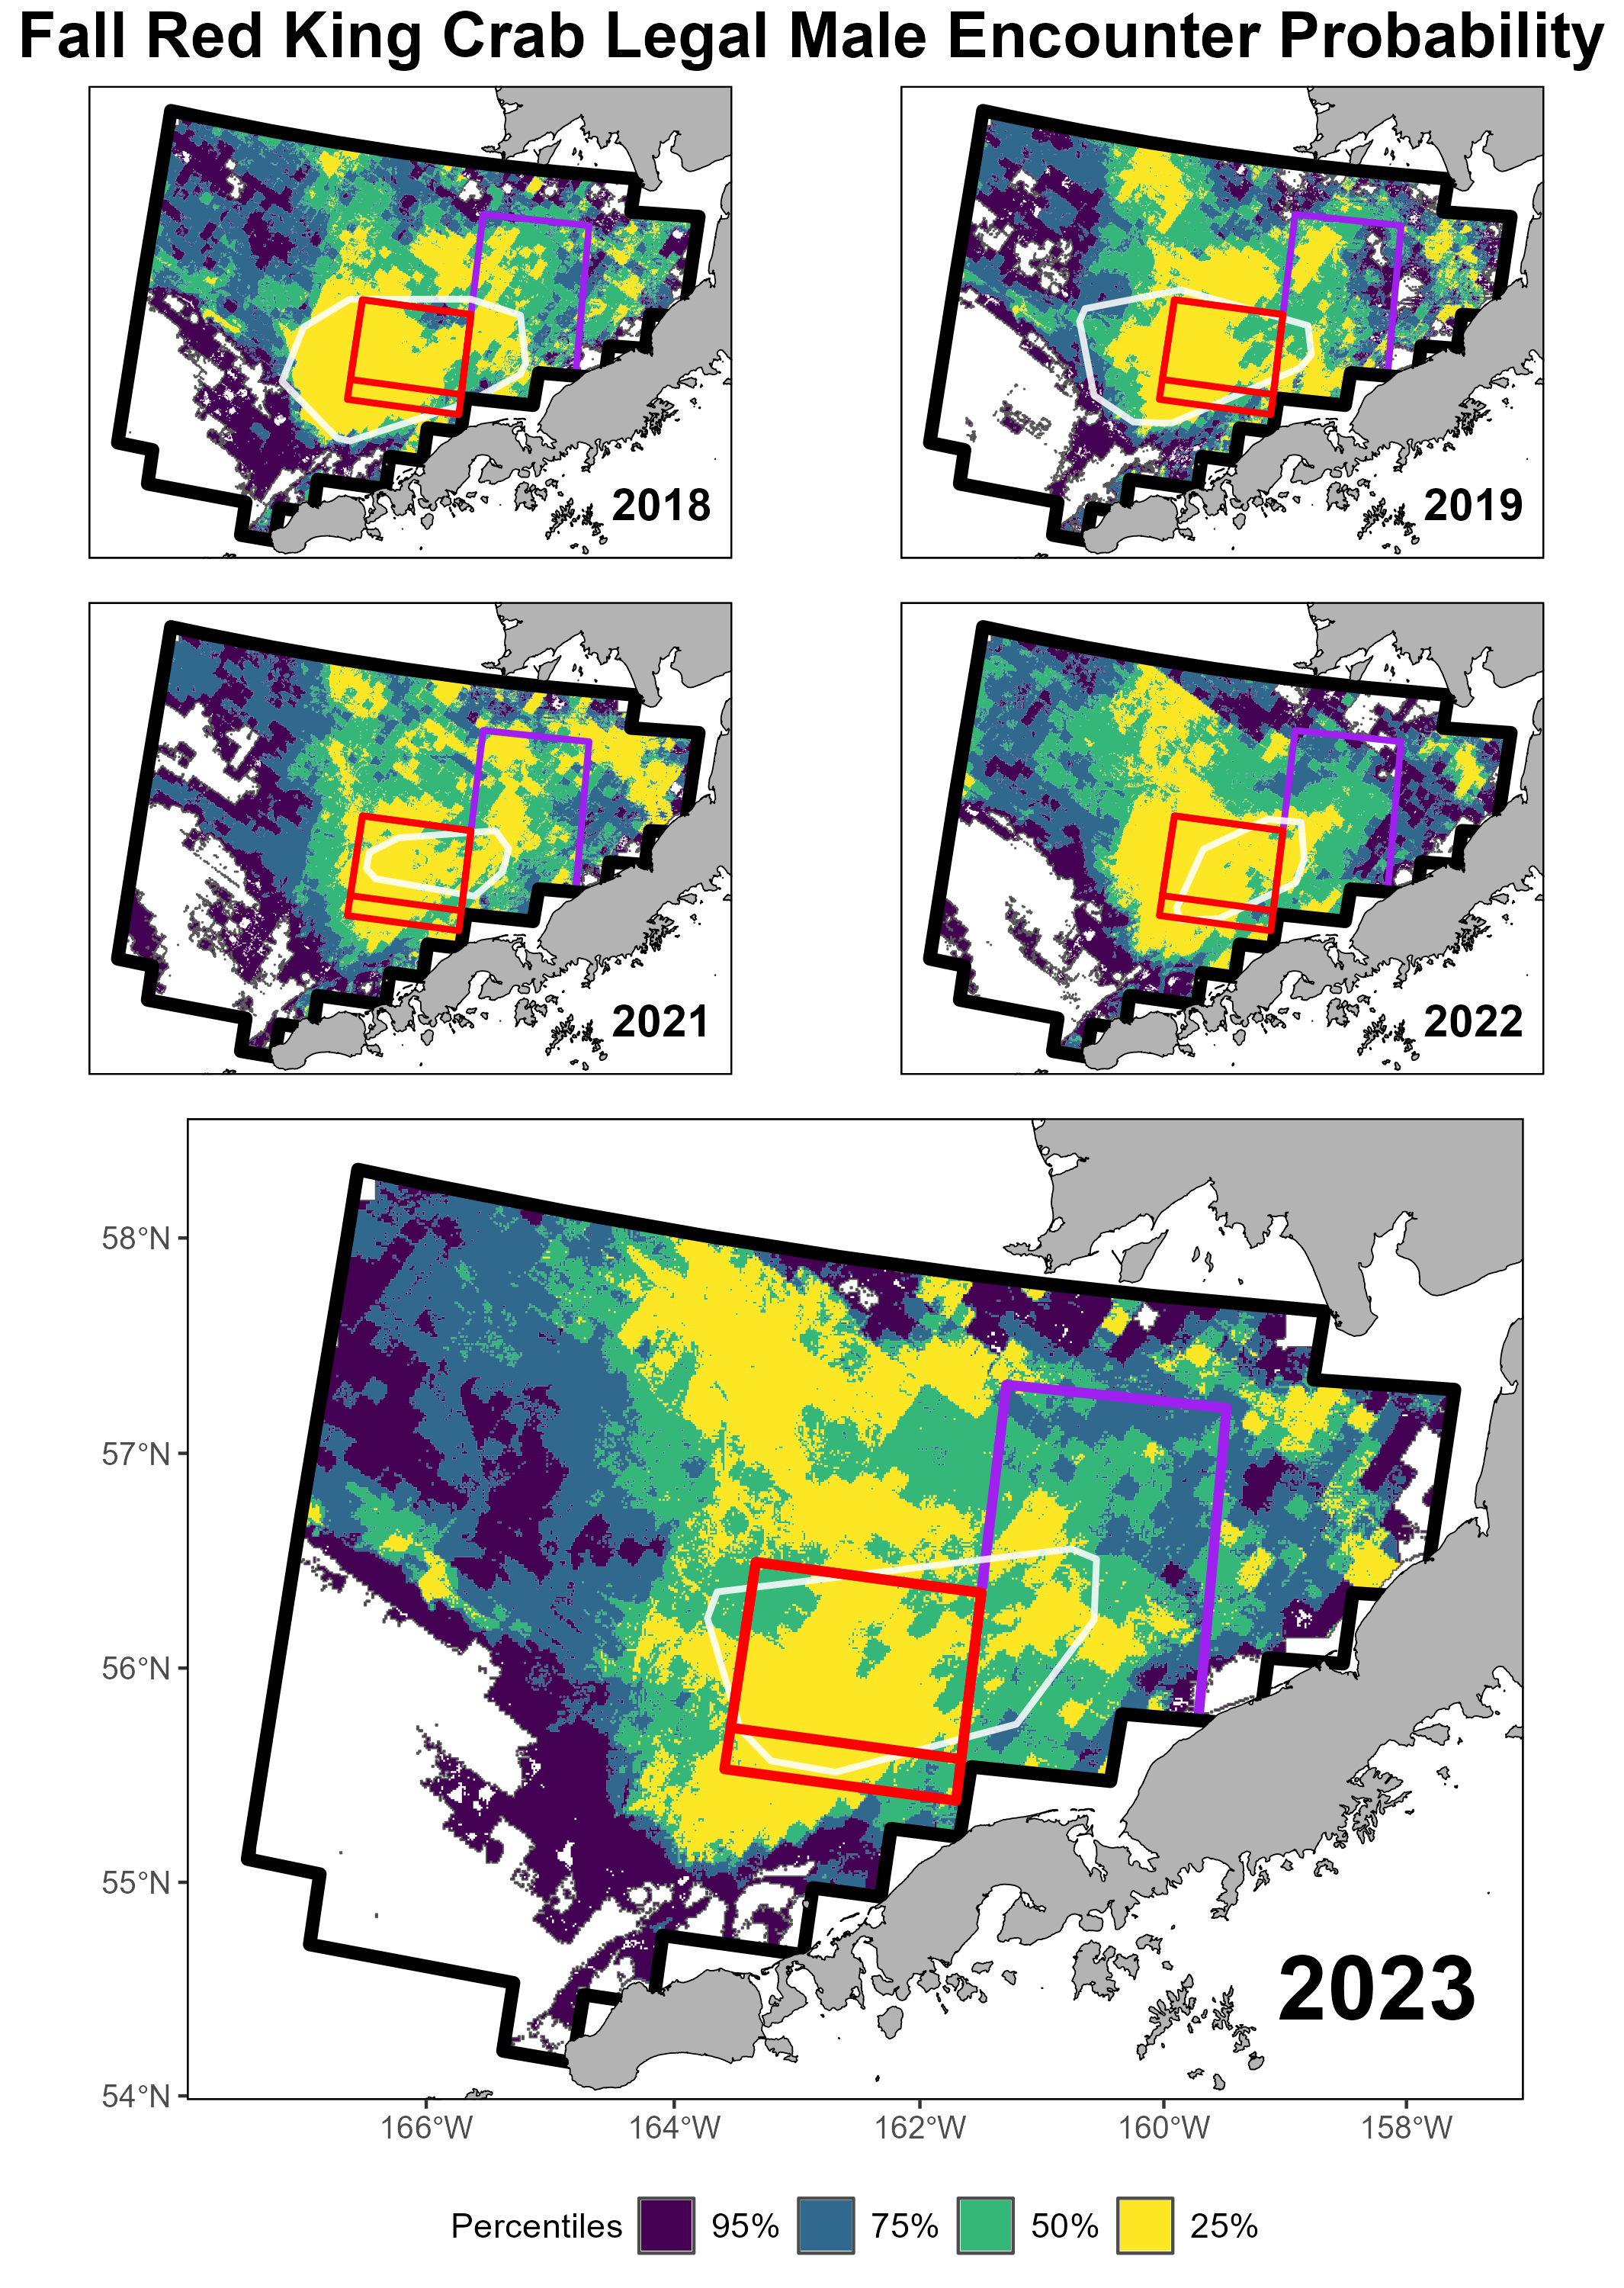 Fall Red King Crab Legal Male Encounter Probability
2018
2019
2021
2022
58°N
57°N
56°N
55°N
54°N
2023
166°W 164°W 162°W 160°W 158°W
Percentiles 95% 75% 50% 25%